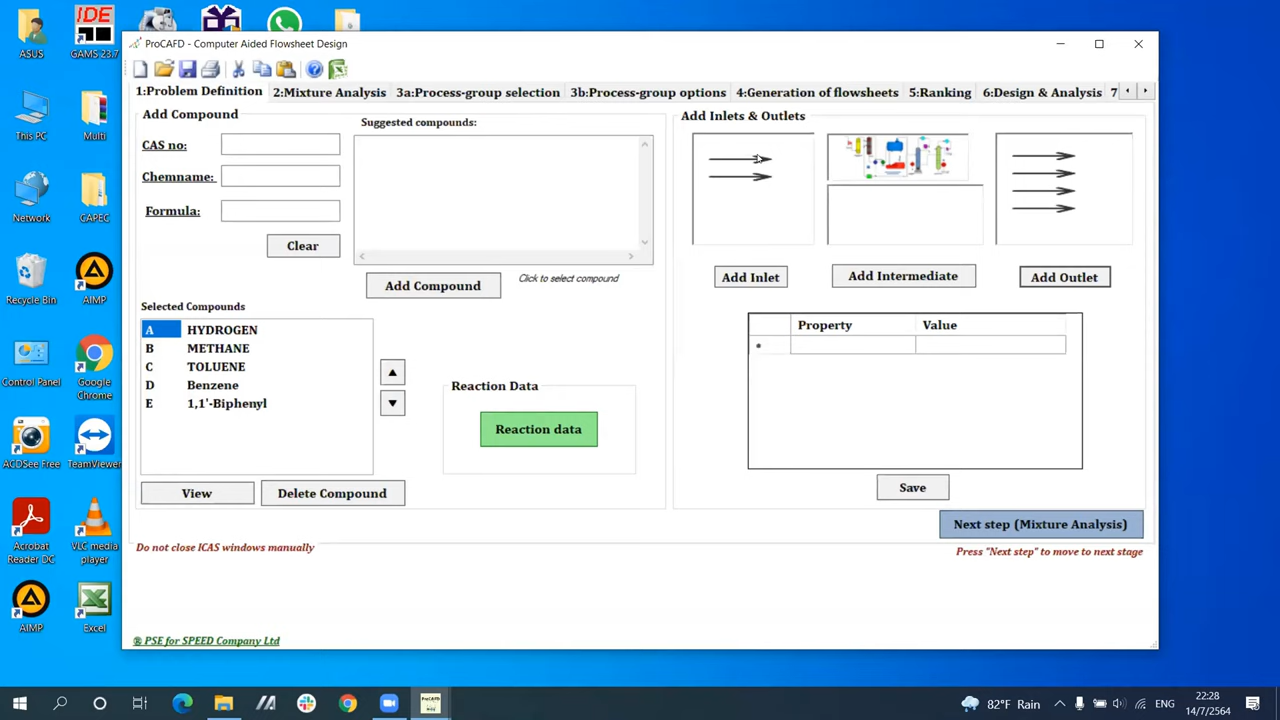 ASUS
GAMS 23.7
This PC
Multi
Network
CAPEC
Recycle Bin
AIMP
Control Panel
Google
Chrome
ACDSee Free
TeamViewer
Acrobat
Reader DC
VLC media
player
AIMP
Excel
ProCAFD - Computer Aided Flowsheet Design
1:Problem Definition
2:Mixture Analysis
3a:Process-group selection
3b:Process-group options
4:Generation of flowsheets
5:Ranking
6:Design & Analysis
7
Add Compound
CAS no:
Chemname:
Formula:
Clear
Suggested compounds:
Add Compound
Click to select compound
Selected Compounds
A HYDROGEN
B METHANE
C TOLUENE
D Benzene
E 1,1'-Biphenyl
View
Delete Compound
Reaction Data
Reaction data
Add Inlets & Outlets
Add Inlet
Add Intermediate
Add Outlet
Property Value
Save
Next step (Mixture Analysis)
Do not close ICAS windows manually
Press "Next step" to move to next stage
® PSE for SPEED Company Ltd
82°F Rain
ENG
22:28
14/7/2564